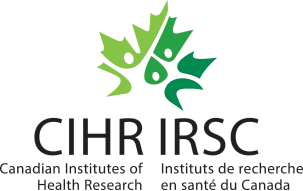 CIHR IRSC
Canadian Institutes of Health Research
Instituts de recherche en santé du Canada